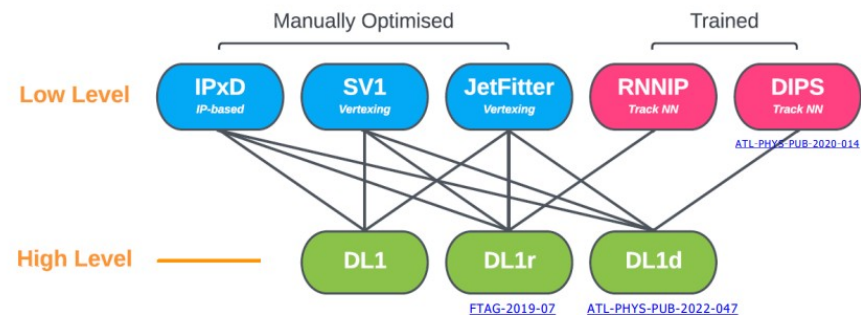 Manually Optimised
Trained
Low Level
IPxD
IP-based
SV1
Vertexing
JetFitter
Vertexing
RNNIP
Track NN
DIPS
Track NN
ATL-PHYS-PUB-2020-014
High Level
DL1
DL1r
DL1d
FTAG-2019-07
ATL-PHYS-PUB-2022-047